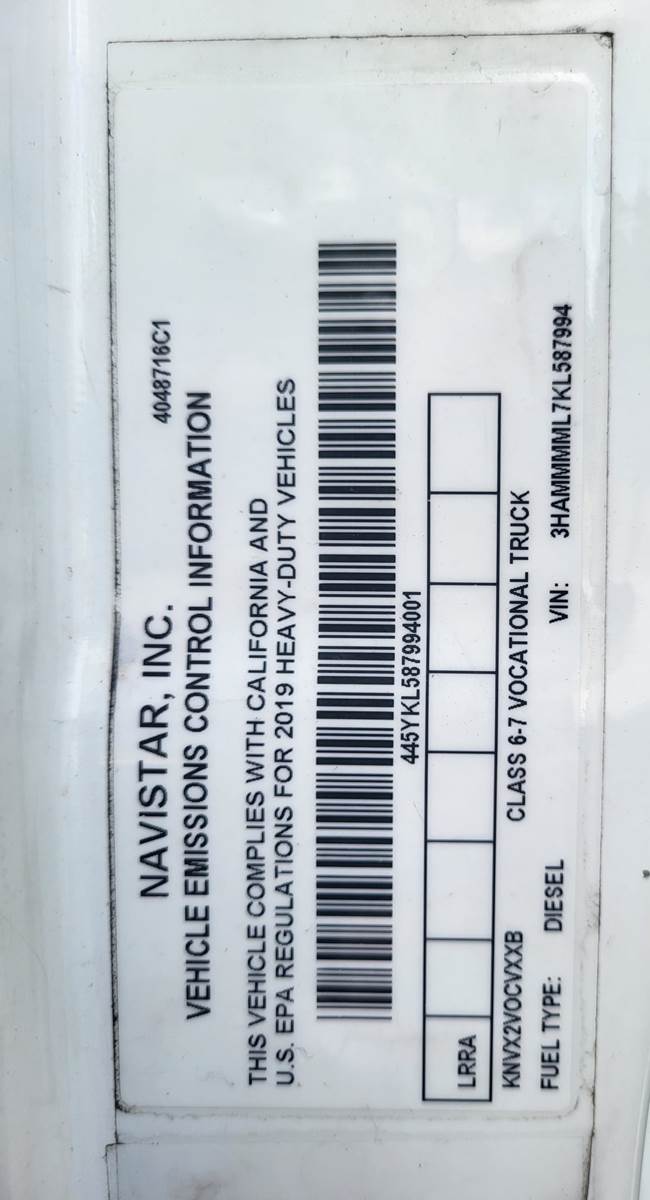 4048716C1
NAVISTAR, INC.
VEHICLE EMISSIONS CONTROL INFORMATION
THIS VEHICLE COMPLIES WITH CALIFORNIA AND
U.S. EPA REGULATIONS FOR 2019 HEAVY-DUTY VEHICLES
445YKL587994001
LRRA
KNVX2VOCVXXB CLASS 6-7 VOCATIONAL TRUCK
FUEL TYPE: DIESEL VIN: 3HAMMMML7KL587994